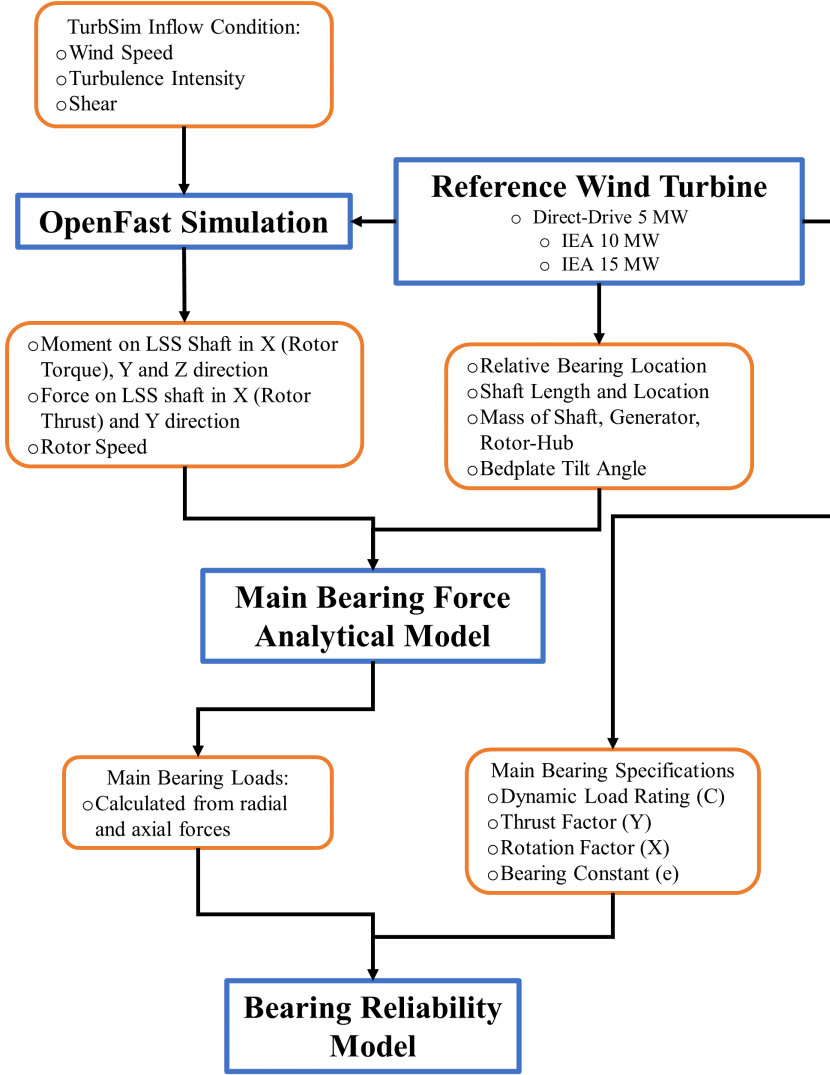 TurbSim Inflow Condition:
○Wind Speed
○Turbulence Intensity
○Shear
OpenFast Simulation
Reference Wind Turbine
○ Direct-Drive 5 MW
○ IEA 10 MW
○ IEA 15 MW
○Moment on LSS Shaft in X (Rotor
Torque), Y and Z direction
○Force on LSS shaft in X (Rotor
Thrust) and Y direction
○Rotor Speed
○Relative Bearing Location
○Shaft Length and Location
○Mass of Shaft, Generator,
Rotor-Hub
○Bedplate Tilt Angle
Main Bearing Force
Analytical Model
Main Bearing Loads:
○Calculated from radial
and axial forces
Main Bearing Specifications
○Dynamic Load Rating (C)
○Thrust Factor (Y)
○Rotation Factor (X)
○Bearing Constant (e)
Bearing Reliability
Model